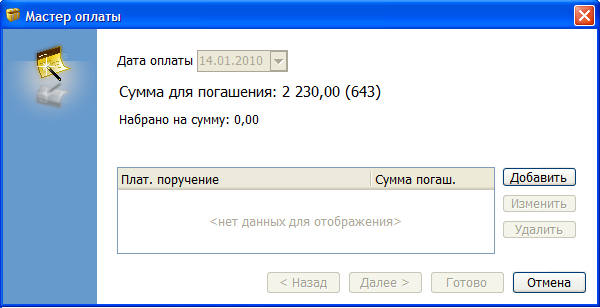 Мастер оплаты
Дата оплаты 14.01.2010
Сумма для погашения: 2 230,00 (643)
Набрано на сумму: 0,00
Плат. поручение Сумма погаш.
<нет данных для отображения>
Добавить
Изменить
Удалить
< Назад Далее > Готово Отмена